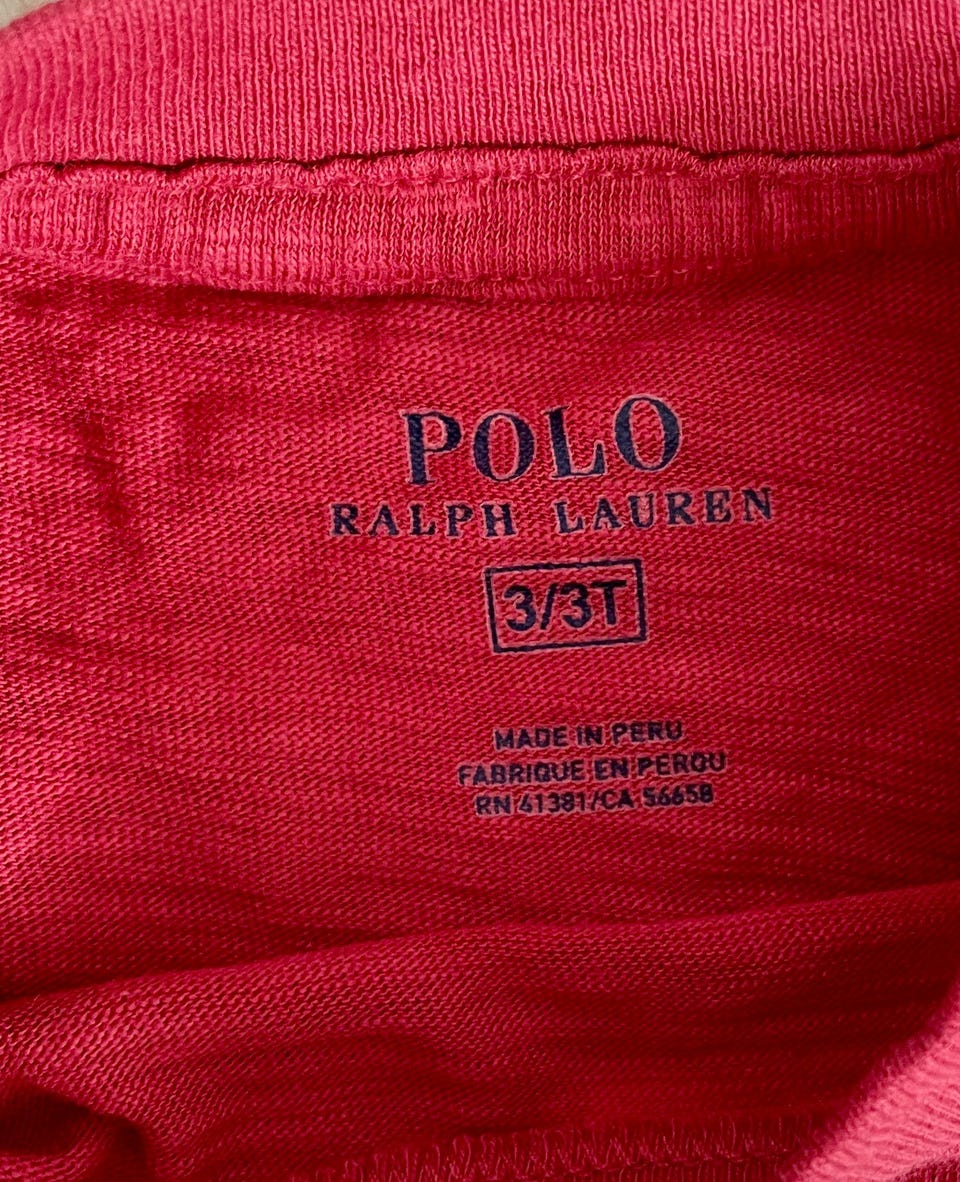 POLO
RALPH LAUREN
3/3T
MADE IN PERU
FABRIQUE EN PEROU
RN 41381/CA 56658